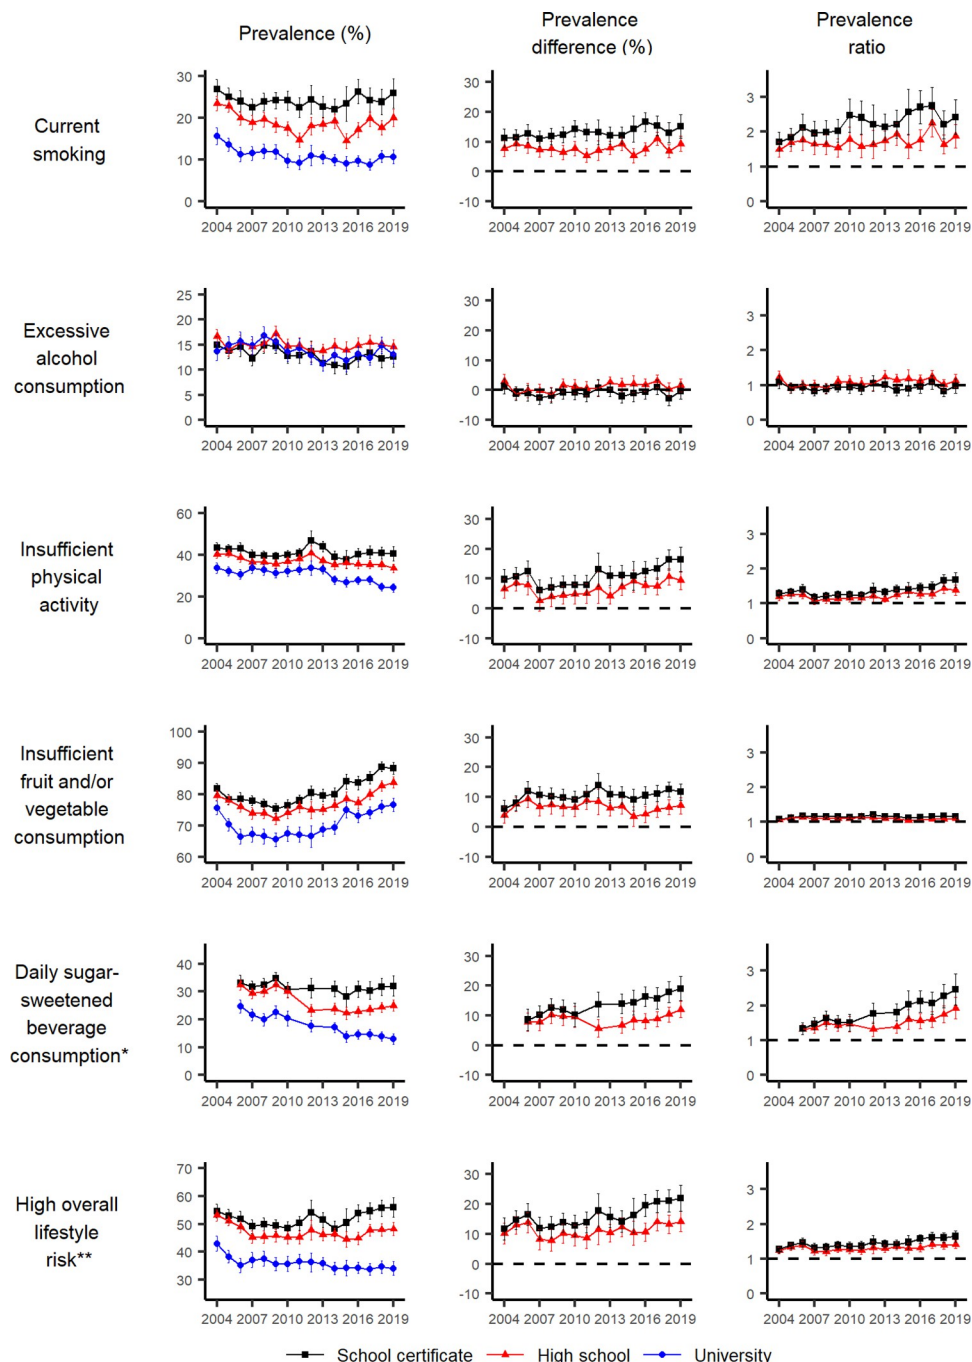 Prevalence (%)
Prevalence
difference (%)
Prevalence
ratio
Current
smoking
30
20
10
0
2004 2007 2010 2013 2016 2019
30
20
10
0
-10
2004 2007 2010 2013 2016 2019
3
2
1
0
2004 2007 2010 2013 2016 2019
Excessive
alcohol
consumption
25
20
15
10
5
0
2004 2007 2010 2013 2016 2019
30
20
10
0
-10
2004 2007 2010 2013 2016 2019
3
2
1
0
2004 2007 2010 2013 2016 2019
Insufficient
physical
activity
60
40
20
0
2004 2007 2010 2013 2016 2019
30
20
10
0
-10
2004 2007 2010 2013 2016 2019
3
2
1
0
2004 2007 2010 2013 2016 2019
Insufficient
fruit and/or
vegetable
consumption
100
90
80
70
60
2004 2007 2010 2013 2016 2019
30
20
10
0
-10
2004 2007 2010 2013 2016 2019
3
2
1
0
2004 2007 2010 2013 2016 2019
Daily sugar-
sweetened
beverage
consumption*
40
30
20
10
0
2004 2007 2010 2013 2016 2019
30
20
10
0
-10
2004 2007 2010 2013 2016 2019
3
2
1
0
2004 2007 2010 2013 2016 2019
High overall
lifestyle
risk**
70
60
50
40
30
2004 2007 2010 2013 2016 2019
30
20
10
0
-10
2004 2007 2010 2013 2016 2019
3
2
1
0
2004 2007 2010 2013 2016 2019
School certificate High school University